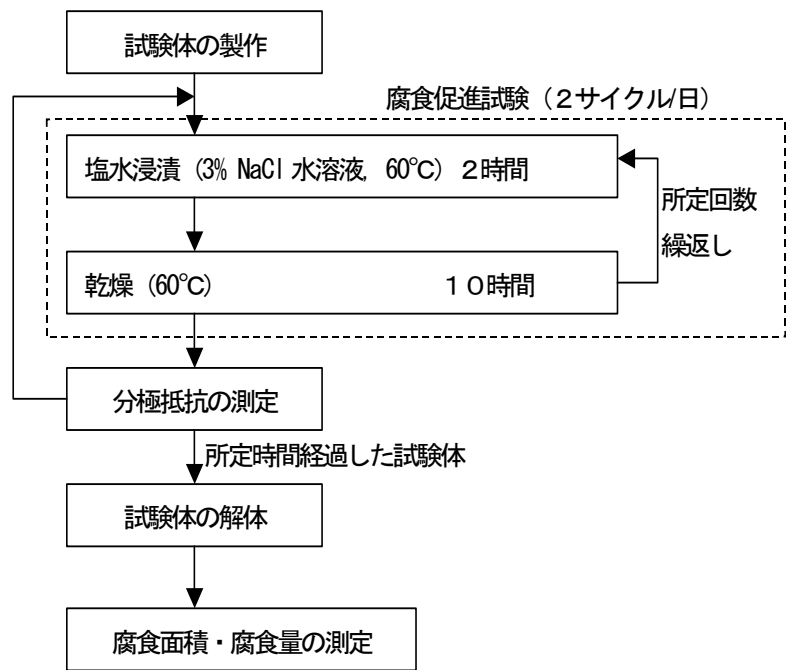 試験体の製作
腐食促進試験（２サイクル/日）
塩水浸漬（3% NaCl 水溶液, 60℃）２時間
所定回数
繰返し
乾燥（60℃）　１０時間
分極抵抗の測定
所定時間経過した試験体
試験体の解体
腐食面積・腐食量の測定